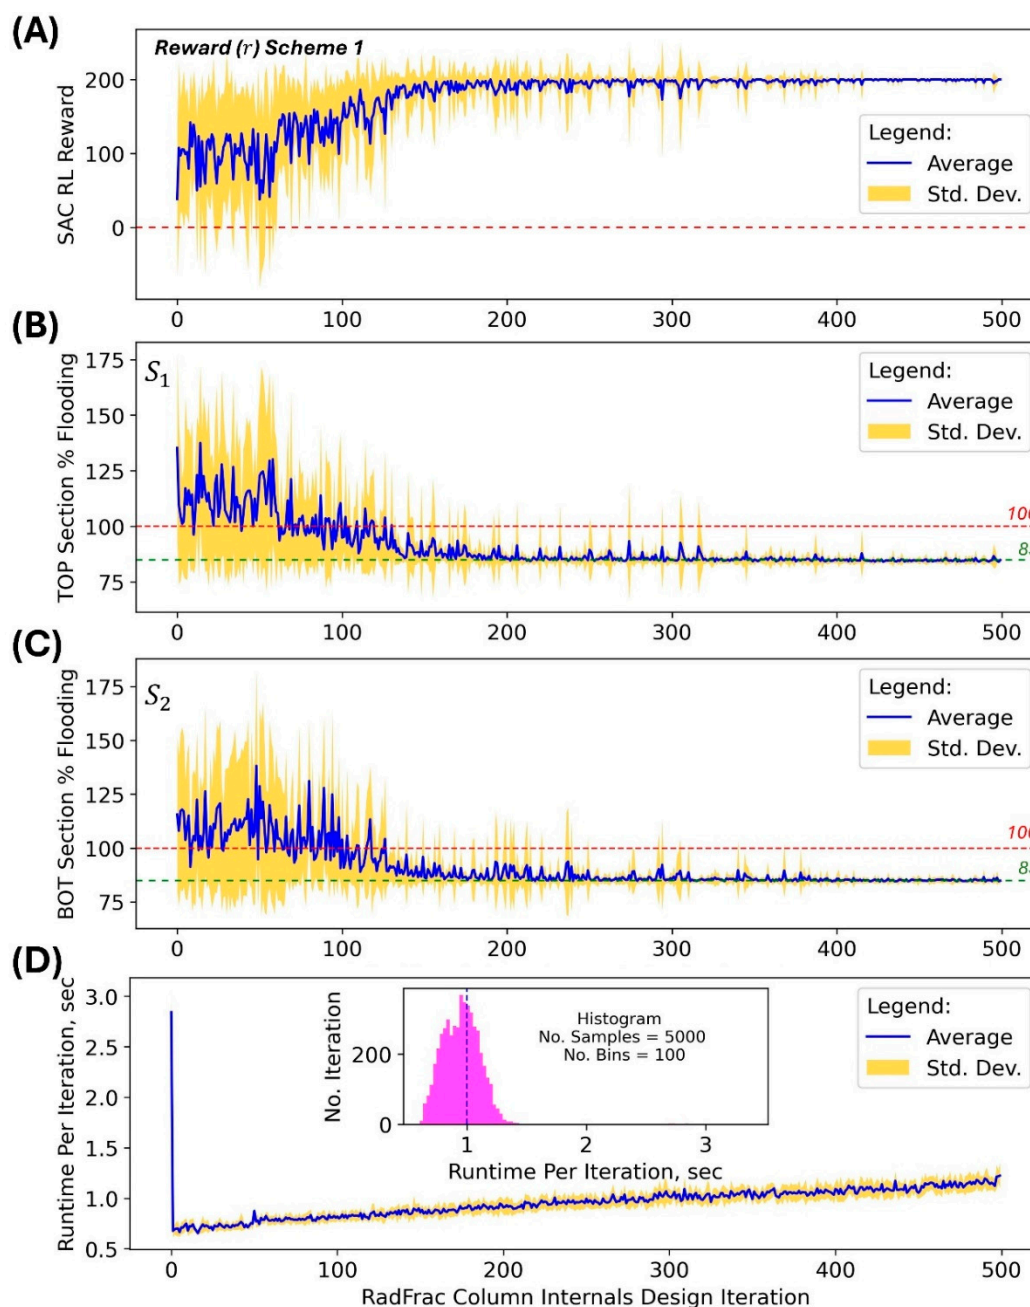 (A)
Reward (r) Scheme 1
200
100
0
SAC RL Reward
Legend:
Average
Std. Dev.
0
100
200
300
400
500
(B)
S1
175
150
125
100
75
TOP Section % Flooding
Legend:
Average
Std. Dev.
0
100
200
300
400
500
(C)
S2
175
150
125
100
75
BOT Section % Flooding
Legend:
Average
Std. Dev.
0
100
200
300
400
500
(D)
3.0
2.5
2.0
1.5
1.0
0.5
Runtime Per Iteration, sec
No. Iteration
200
0
Histogram
No. Samples = 5000
No. Bins = 100
1
2
3
Runtime Per Iteration, sec
Legend:
Average
Std. Dev.
0
100
200
300
400
500
RadFrac Column Internals Design Iteration